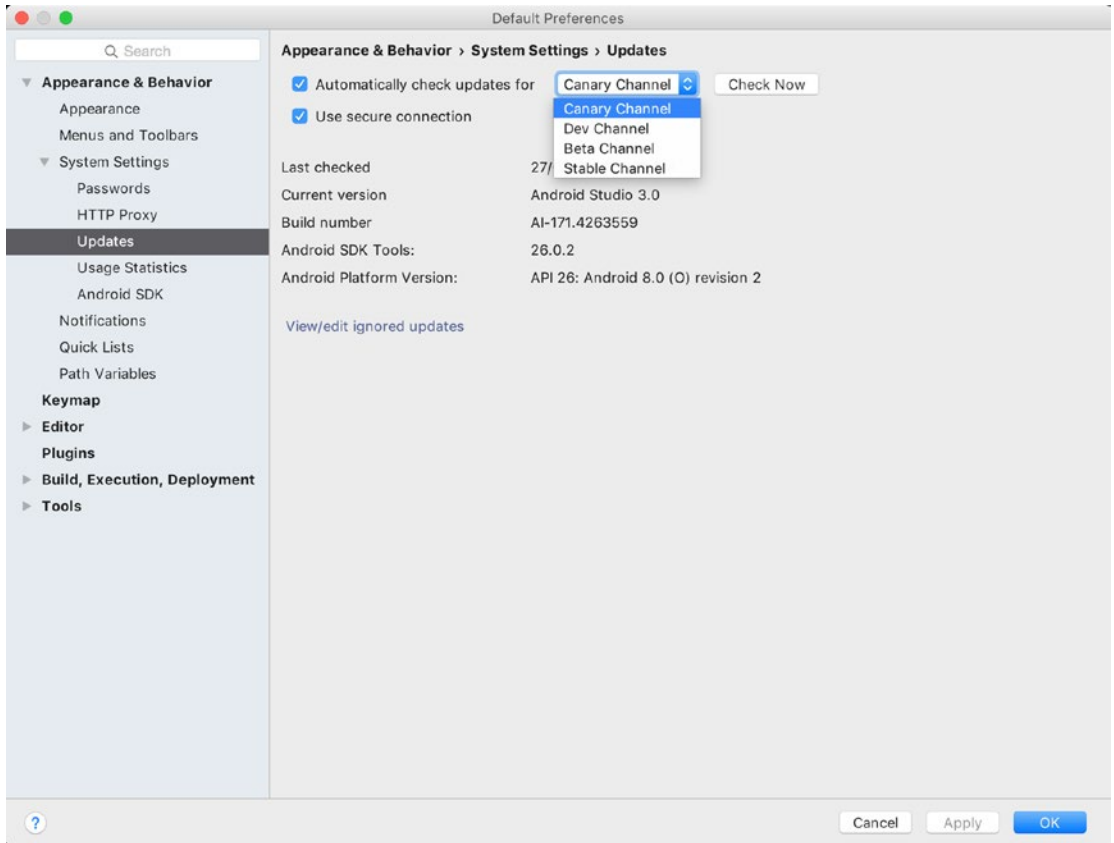 Default Preferences
Search
Appearance & Behavior
Appearance
Menus and Toolbars
System Settings
Passwords
HTTP Proxy
Updates
Usage Statistics
Android SDK
Notifications
Quick Lists
Path Variables
Keymap
Editor
Plugins
Build, Execution, Deployment
Tools
Appearance & Behavior › System Settings › Updates
Automatically check updates for Canary Channel Check Now
Canary Channel
Dev Channel
Beta Channel
Stable Channel
Use secure connection
Last checked 27/
Current version Android Studio 3.0
Build number AI-171.4263559
Android SDK Tools: 26.0.2
Android Platform Version: API 26: Android 8.0 (O) revision 2
View/edit ignored updates
? Cancel Apply OK